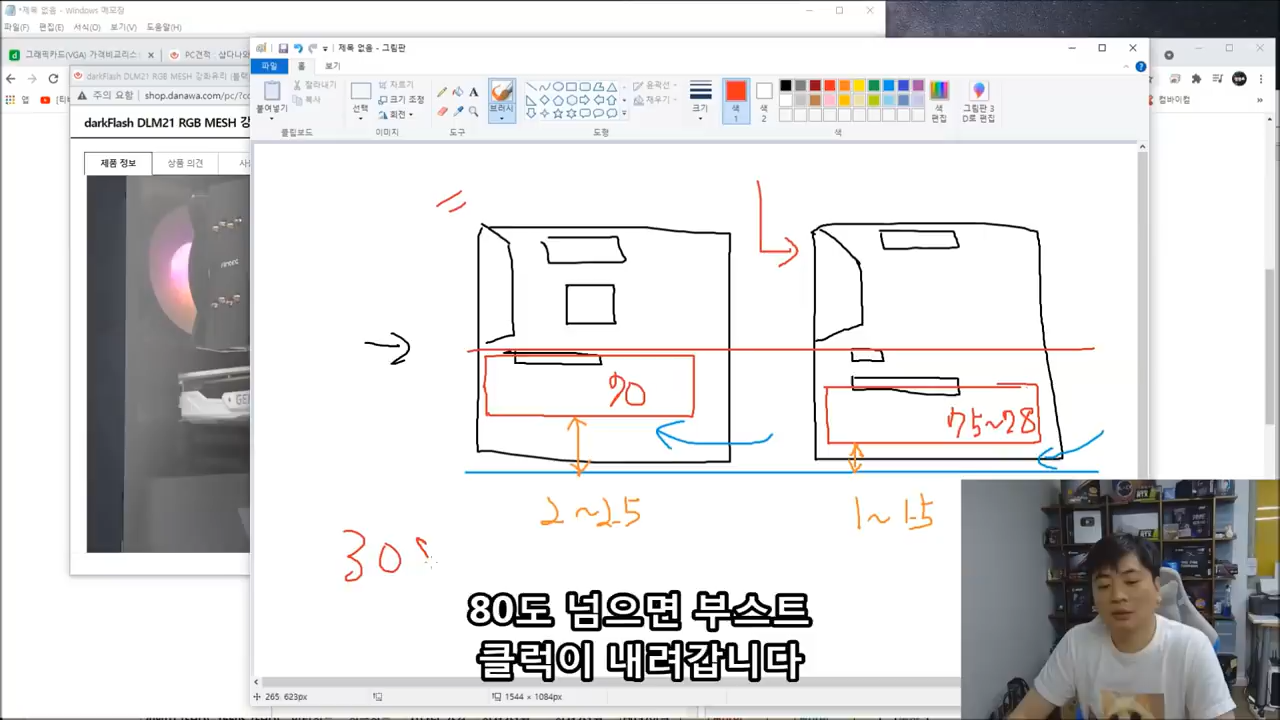 *제목 없음 - Windows 메모장
파일(F) 편집(E) 서식(O) 보기(V) 도움말(H)
그래픽카드(VGA) 가격비교리스
PC견적 : 샵다나와
darkFlash DLM21 RGB MESH 강화유리 (블랙
주의 요함 shop.danawa.com/pc/?c
앱
컴바이컴
darkFlash DLM21 RGB MESH 강
제품 정보 상품 의견
제목 없음 - 그림판
파일 홈 보기
붙여넣기
잘라내기
복사
클립보드
선택
자르기
크기 조정
회전
이미지
도구
브러시
윤곽선
채우기
도형
크기
색 1
색 2
색 편집
그림판 3D로 편집
색
90
75~78
2~2.5
1~1.5
30
80도 넘으면 부스트
클럭이 내려갑니다
265, 623px
1544 × 1084px